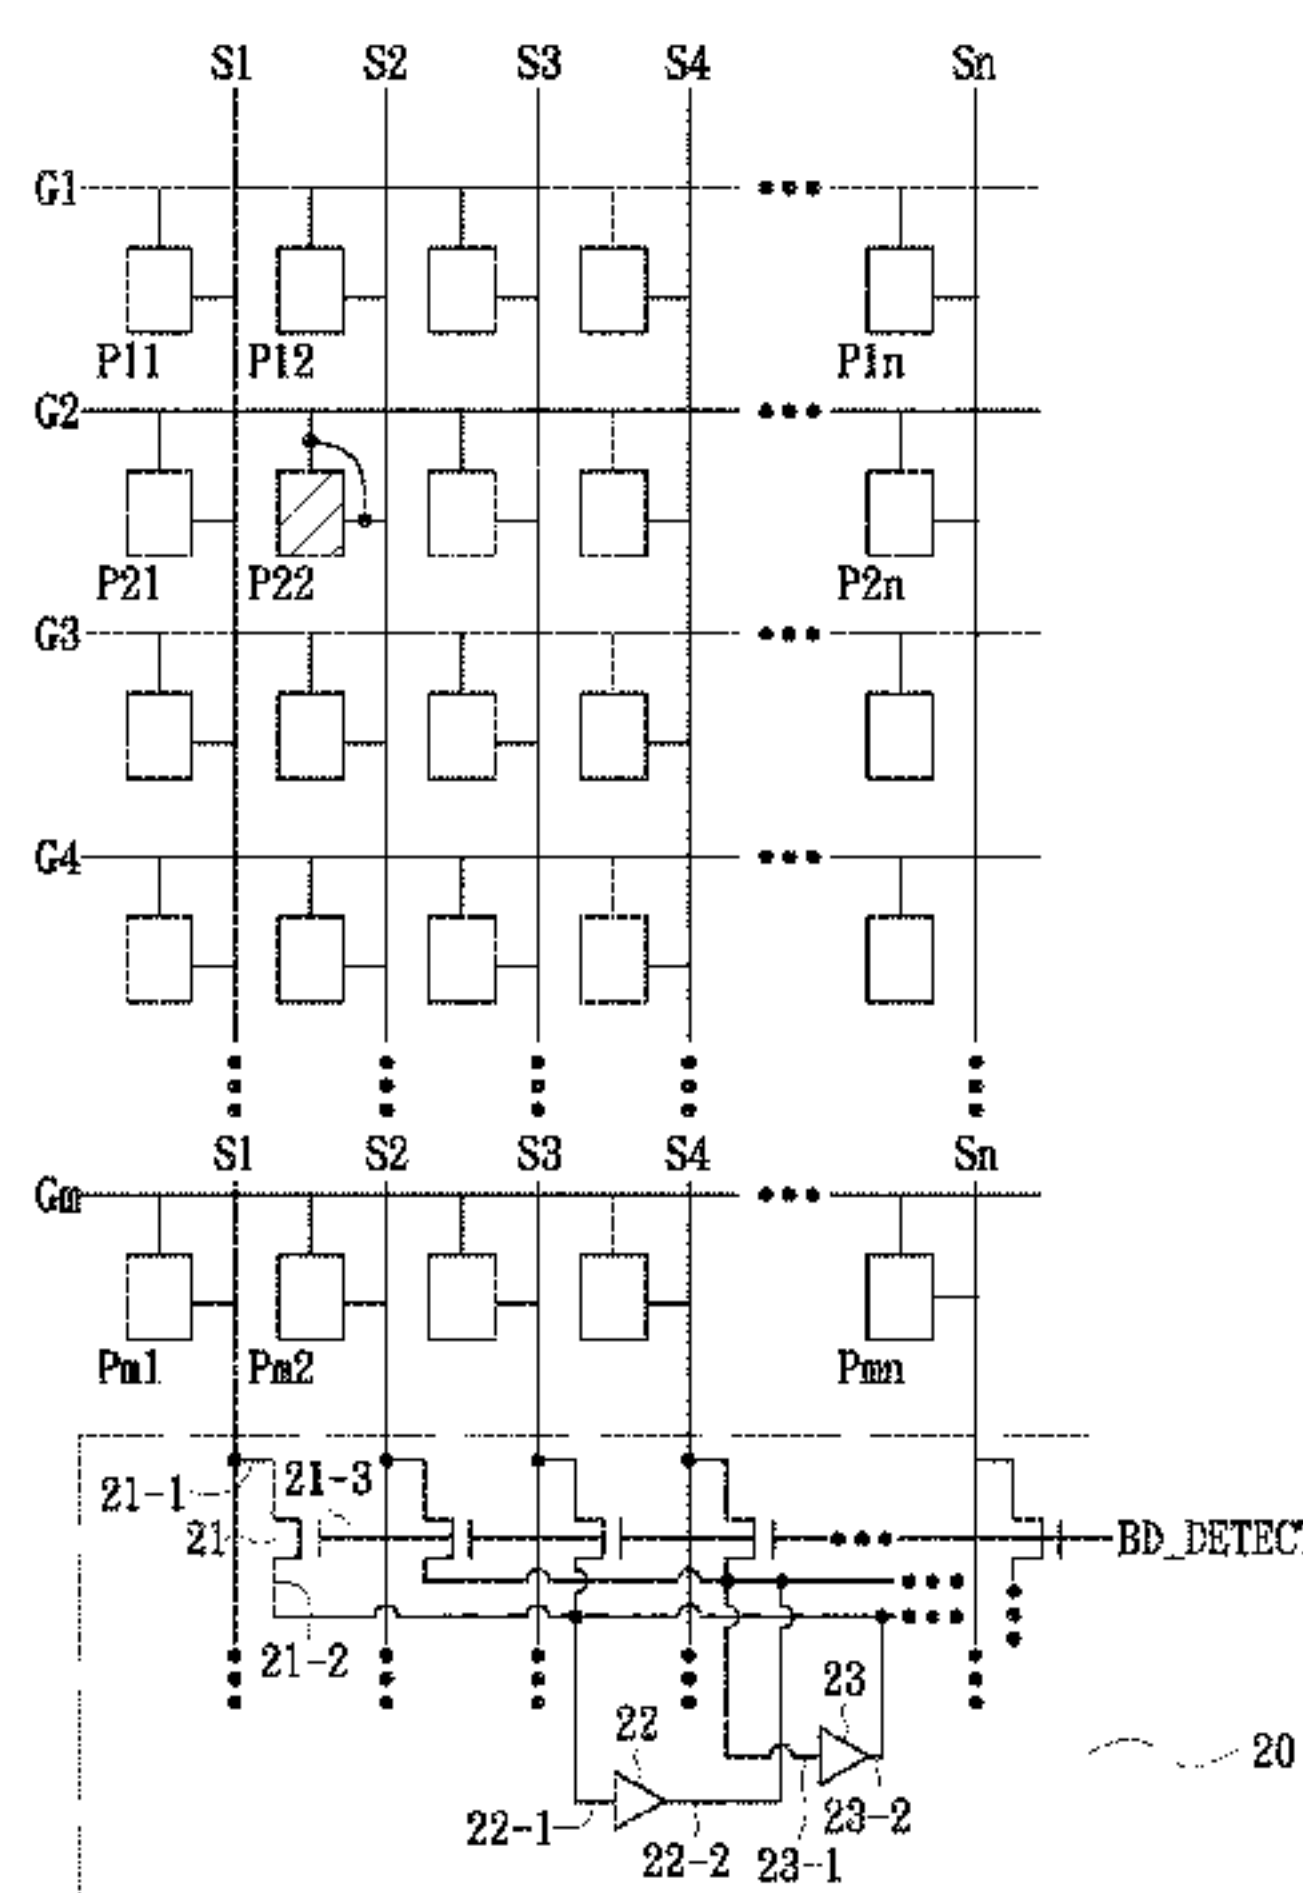 S1 S2 S3 S4 Sn
G1
P11 P12 P1n
G2
P21 P22 P2n
G3
G4
S1 S2 S3 S4 Sn
Gm
Pm1 Pm2 Pmn
21-1 21-3
21 BD_DETECT
21-2
23
22 20
22-1 23-2
22-2 23-1